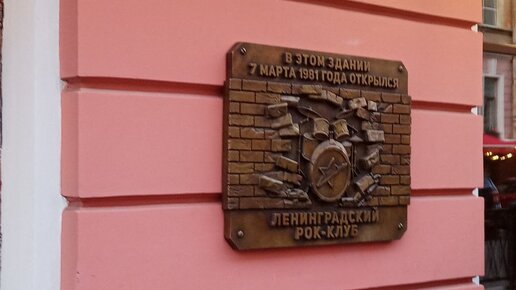 В ЭТОМ ЗДАНИИ
7 МАРТА 1981 ГОДА ОТКРЫЛСЯ
ЛЕНИНГРАДСКИЙ
РОК-КЛУБ